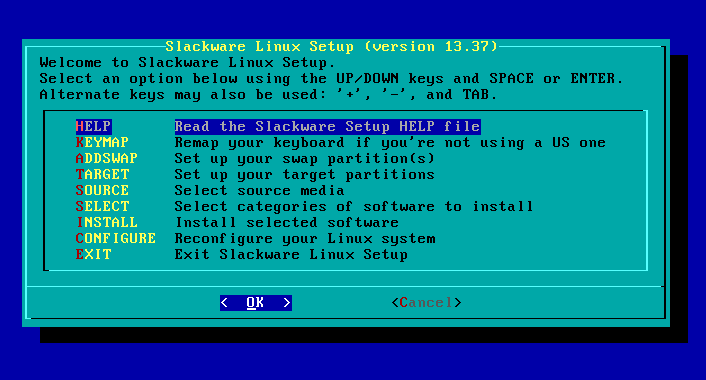 Slackware Linux Setup (version 13.37)
Welcome to Slackware Linux Setup.
Select an option below using the UP/DOWN keys and SPACE or ENTER.
Alternate keys may also be used: '+', '-', and TAB.
HELP Read the Slackware Setup HELP file
KEYMAP Remap your keyboard if you're not using a US one
ADDSWAP Set up your swap partition(s)
TARGET Set up your target partitions
SOURCE Select source media
SELECT Select categories of software to install
INSTALL Install selected software
CONFIGURE Reconfigure your Linux system
EXIT Exit Slackware Linux Setup
< OK > <Cancel>